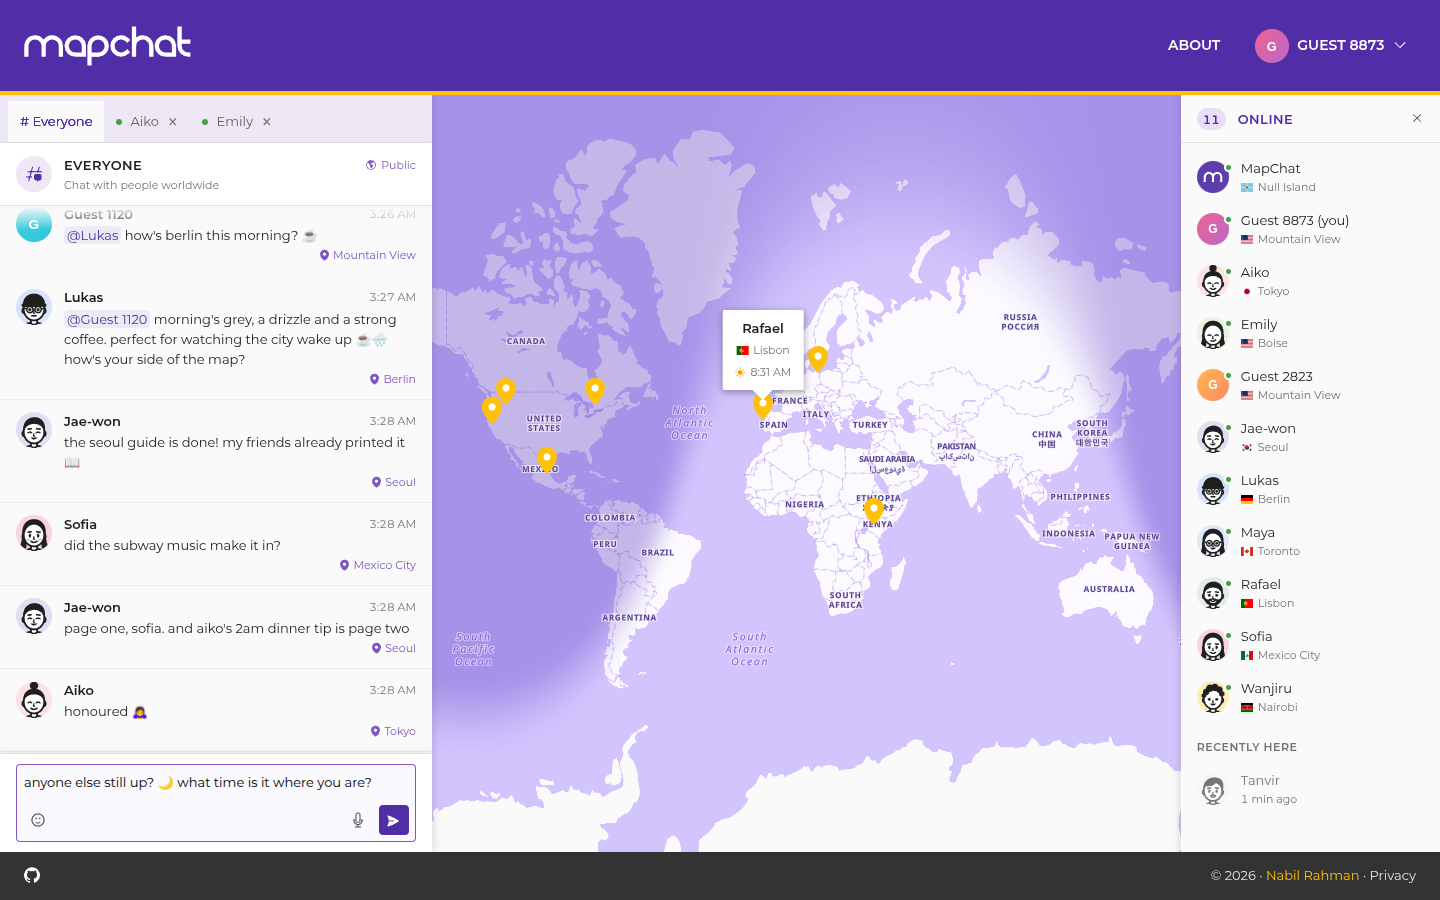 mapchat
ABOUT
G
GUEST 8873
# Everyone
Aiko ×
Emily ×
EVERYONE
Chat with people worldwide
Public
G
Guest 1120
3:26 AM
@Lukas how's berlin this morning? ☕
Mountain View
Lukas
3:27 AM
@Guest 1120 morning's grey, a drizzle and a strong
coffee. perfect for watching the city wake up ☕🌧️
how's your side of the map?
Berlin
Jae-won
3:28 AM
the seoul guide is done! my friends already printed it
📖
Seoul
Sofia
3:28 AM
did the subway music make it in?
Mexico City
Jae-won
3:28 AM
page one, sofia. and aiko's 2am dinner tip is page two
Seoul
Aiko
3:28 AM
honoured 🙇‍♀️
Tokyo
anyone else still up? 🌙 what time is it where you are?
Rafael
Lisbon
8:31 AM
CANADA
UNITED
STATES
MEXICO
North
Atlantic
Ocean
COLOMBIA
PERU
BRAZIL
ARGENTINA
South
Pacific
Ocean
South
Atlantic
Ocean
FRANCE
SPAIN
ITALY
TURKEY
RUSSIA
РОССИЯ
SAUDI ARABIA
السعودية
PAKISTAN
پاکستان
CHINA
中国
SOUTH
KOREA
대한민국
NIGERIA
ETHIOPIA
KENYA
PHILIPPINES
INDONESIA
PAPUA NEW
GUINEA
SOUTH
AFRICA
AUSTRALIA
11 ONLINE
MapChat
Null Island
G
Guest 8873 (you)
Mountain View
Aiko
Tokyo
Emily
Boise
G
Guest 2823
Mountain View
Jae-won
Seoul
Lukas
Berlin
Maya
Toronto
Rafael
Lisbon
Sofia
Mexico City
Wanjiru
Nairobi
RECENTLY HERE
Tanvir
1 min ago
© 2026 · Nabil Rahman · Privacy